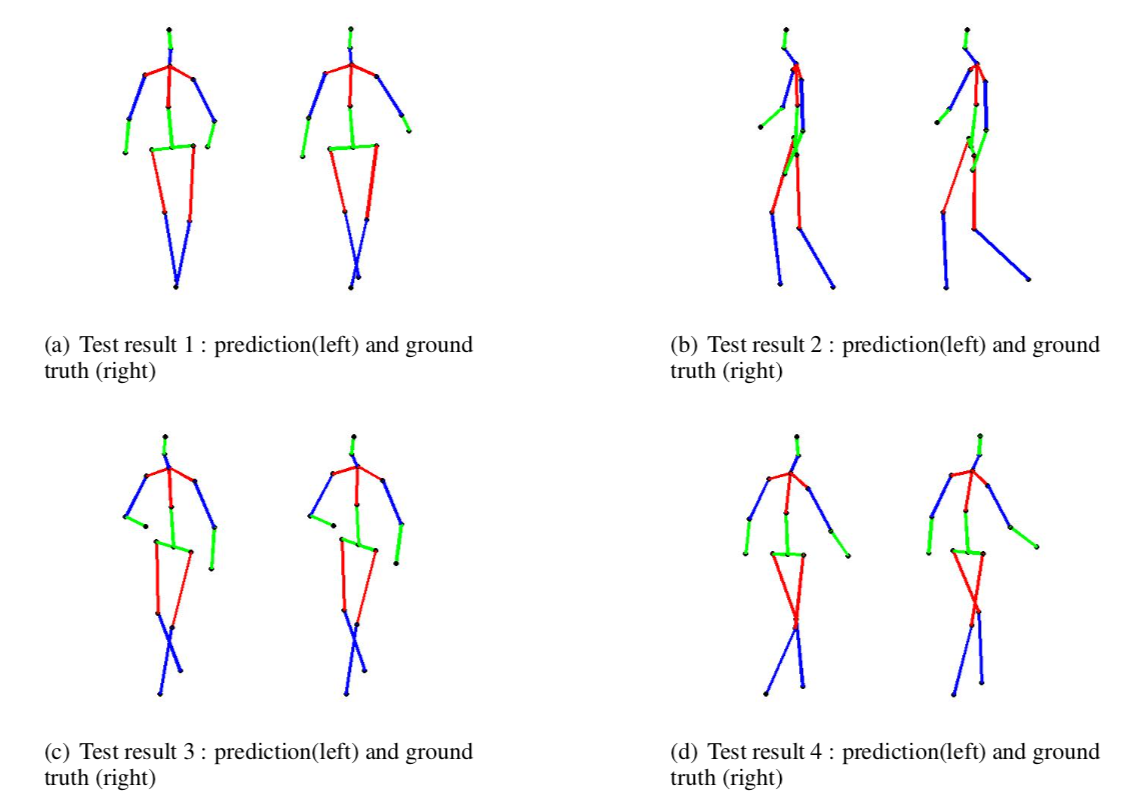 (a) Test result 1 : prediction(left) and ground
truth (right)
(b) Test result 2 : prediction(left) and ground
truth (right)
(c) Test result 3 : prediction(left) and ground
truth (right)
(d) Test result 4 : prediction(left) and ground
truth (right)